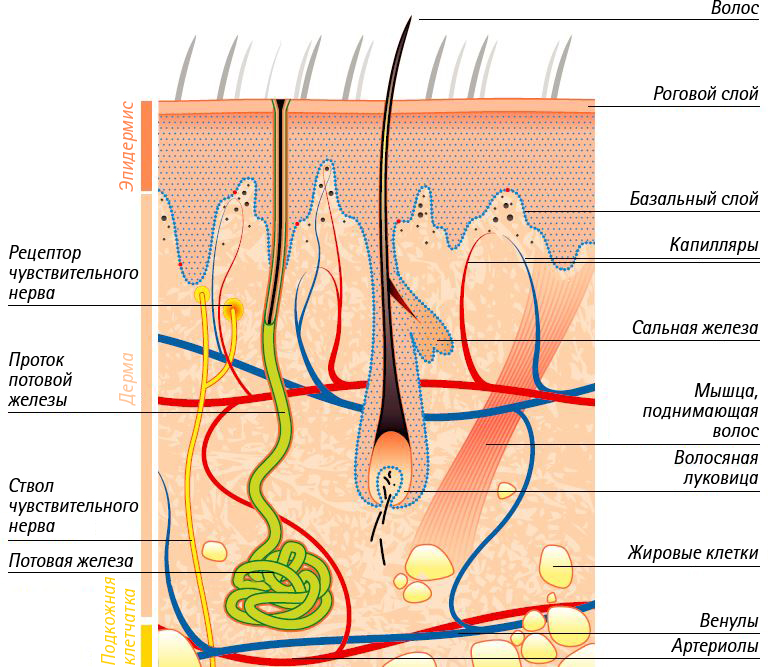 Волос
Роговой слой
Эпидермис
Базальный слой
Капилляры
Рецептор
чувствительного
нерва
Сальная железа
Проток
потовой
железы
Дерма
Мышца,
поднимающая
волос
Волосяная
луковица
Ствол
чувствительного
нерва
Потовая железа
Жировые клетки
Подкожная
клетчатка
Венулы
Артериолы